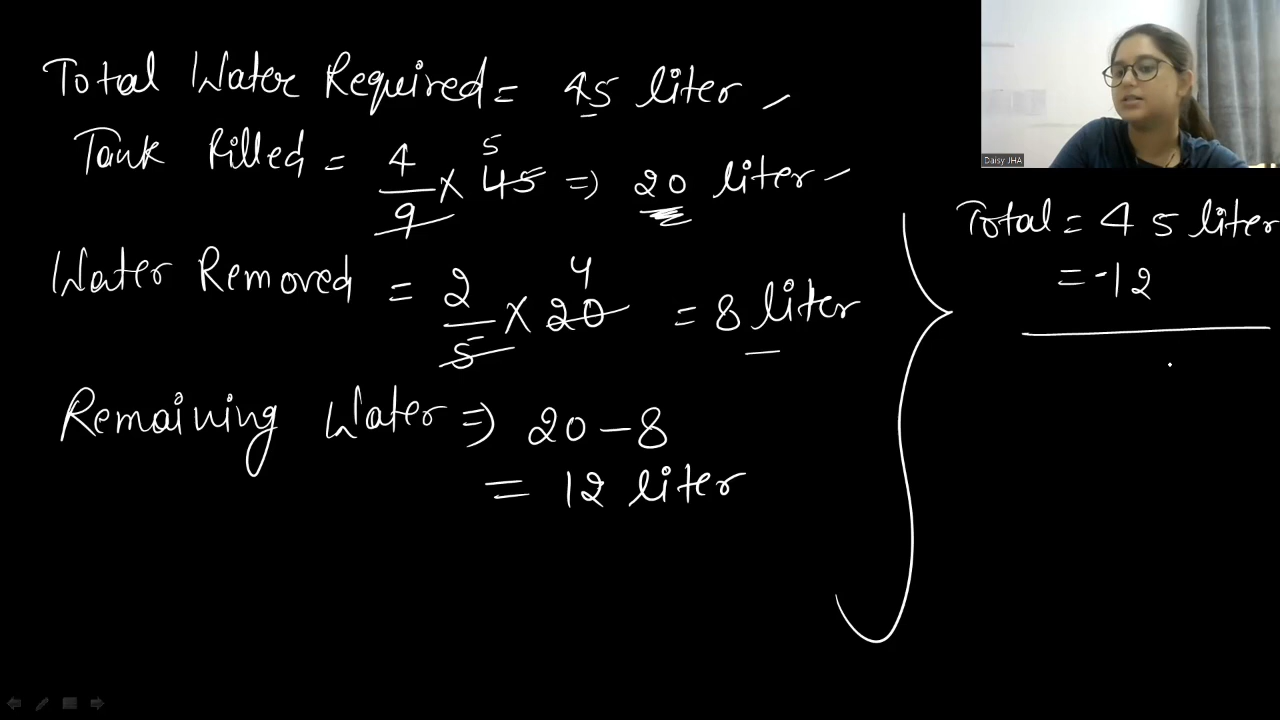 Total Water Required = 45 liter
Tank Filled = 4/9 × 45 5 => 20 liter
Water Removed = 2/5 × 20 4 = 8 liter
Remaining Water => 20 - 8
= 12 liter
Daisy JHA
Total = 45 liter
= -12